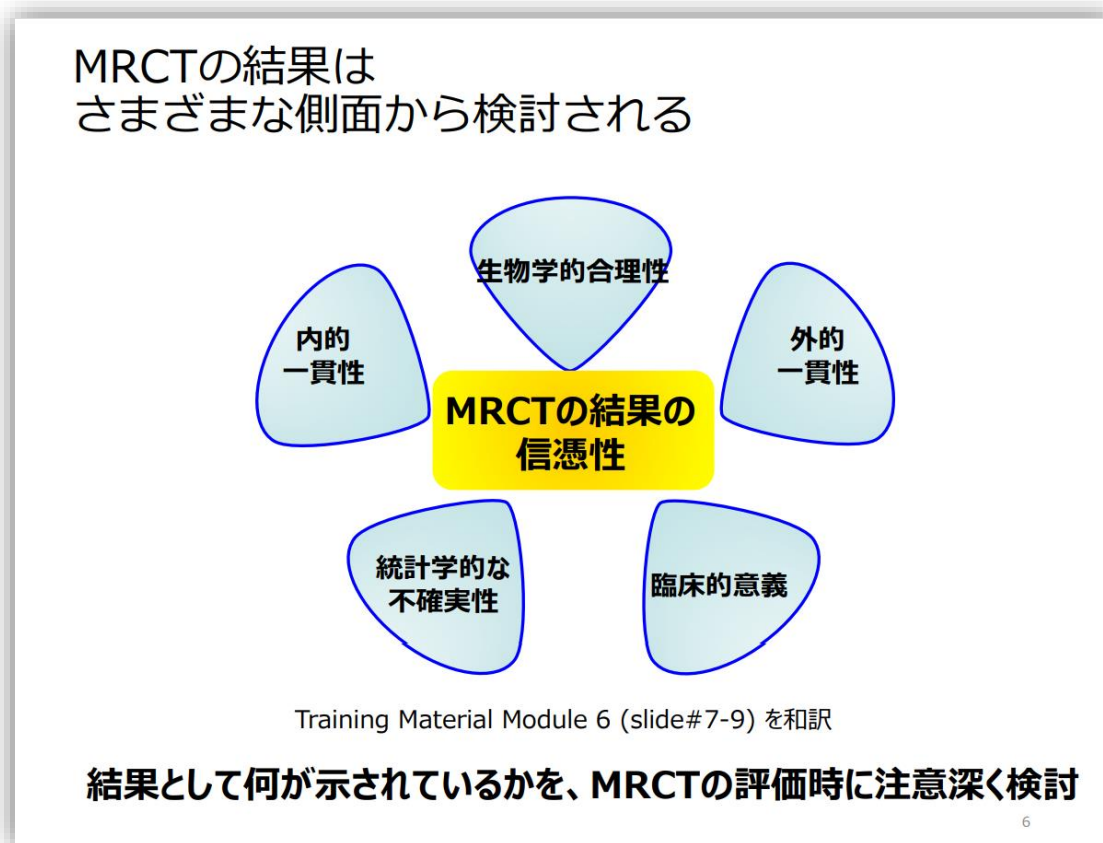 MRCTの結果は
さまざまな側面から検討される
生物学的合理性
内的
一貫性
外的
一貫性
MRCTの結果の
信憑性
統計学的な
不確実性
臨床的意義
Training Material Module 6 (slide#7-9) を和訳
結果として何が示されているかを、MRCTの評価時に注意深く検討
6